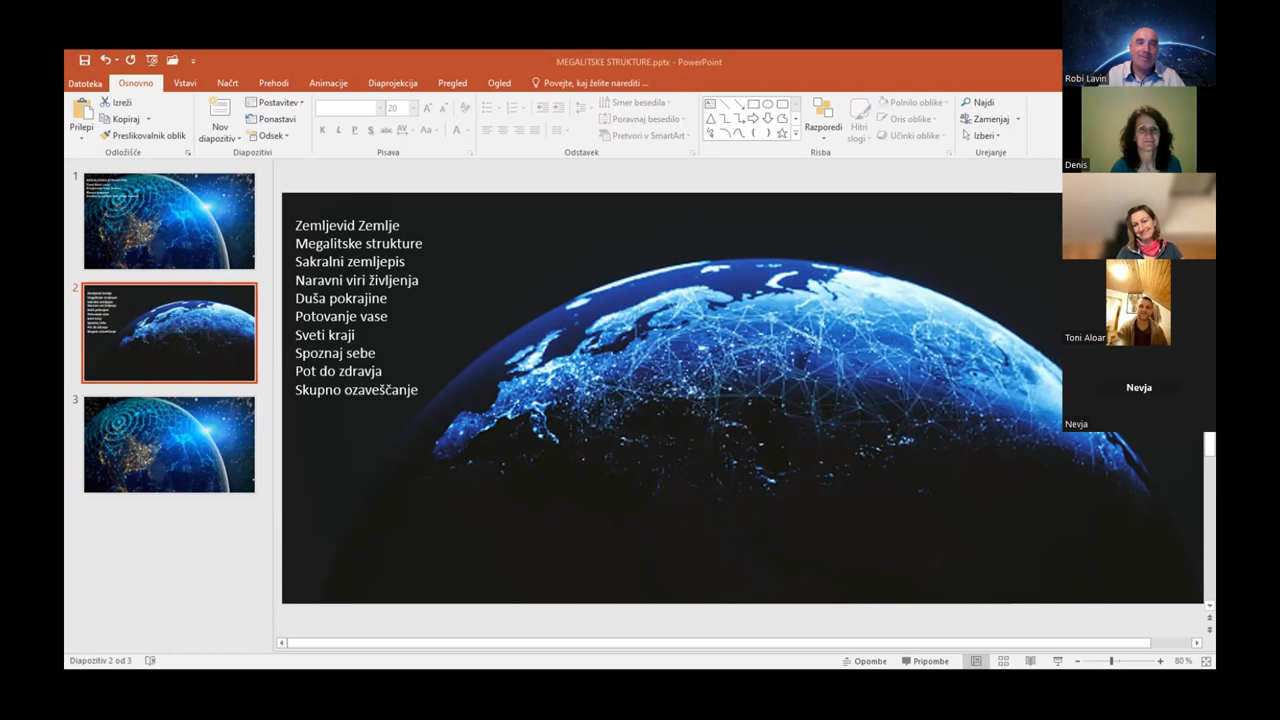 MEGALITSKE STRUKTURE.pptx - PowerPoint
Datoteka Osnovno Vstavi Načrt Prehodi Animacije Diaprojekcija Pregled Ogled Povejte, kaj želite narediti ...
Prilepi
Izreži
Kopiraj
Preslikovalnik oblik
Odložišče
Nov diapozitiv
Postavitev
Ponastavi
Odsek
Diapozitivi
20
Pisava
Smer besedila
Poravnaj besedilo
Pretvori v SmartArt
Odstavek
Razporedi
Hitri slogi
Polnilo oblike
Oris oblike
Učinki oblike
Risba
Najdi
Zamenjaj
Izberi
Urejanje
1
2
3
Zemljevid Zemlje
Megalitske strukture
Sakralni zemljepis
Naravni viri življenja
Duša pokrajine
Potovanje vase
Sveti kraji
Spoznaj sebe
Pot do zdravja
Skupno ozaveščanje
Robi Lavin
Denis
Toni Aloar
Nevja
Nevja
Diapozitiv 2 od 3
Opombe
Pripombe
80 %